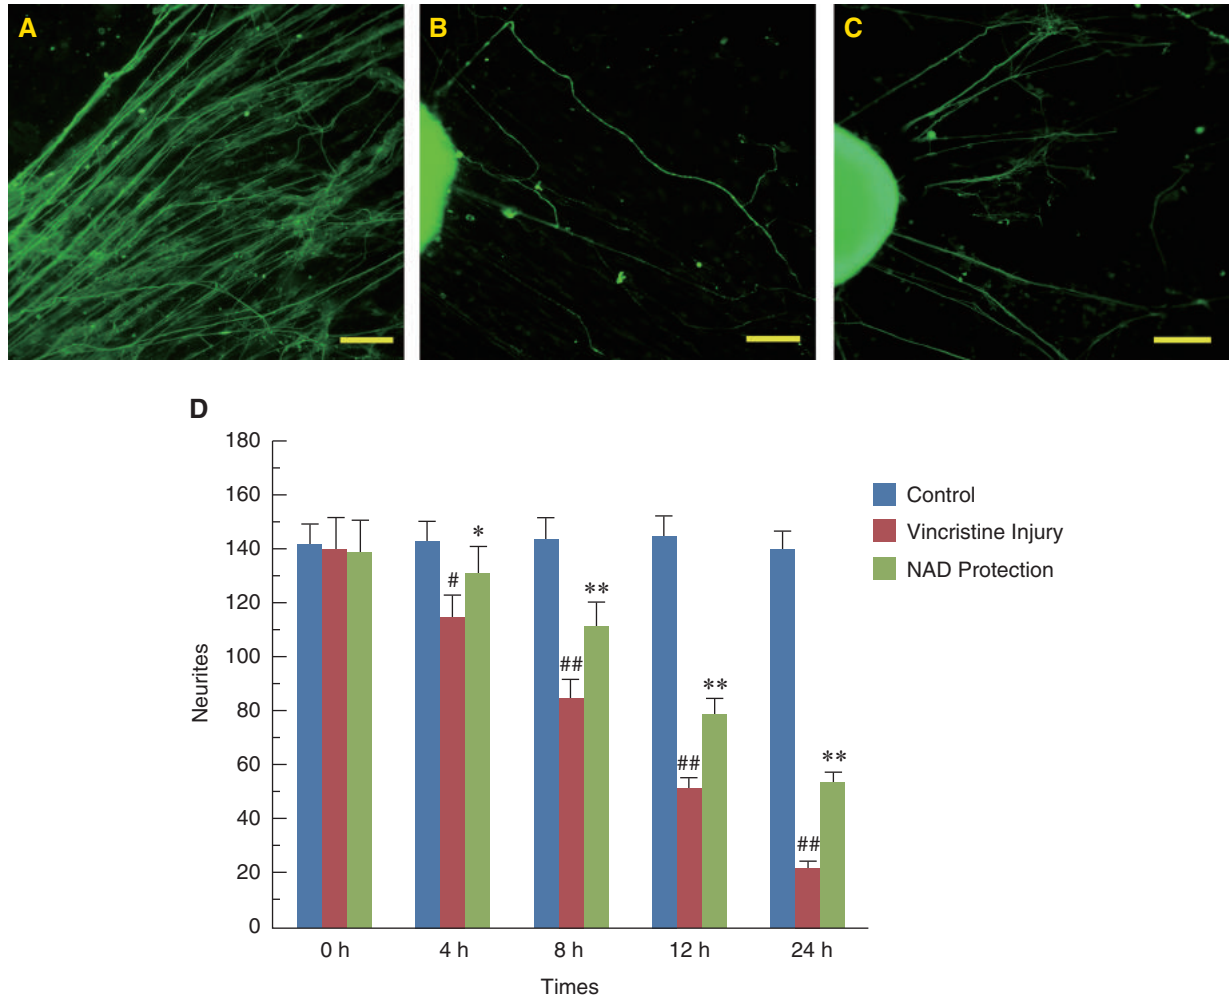 A
B
C
D
180
160
140
120
100
80
60
40
20
0
Neurites
#
*
##
**
##
**
##
**
0 h
4 h
8 h
12 h
24 h
Times
Control
Vincristine Injury
NAD Protection